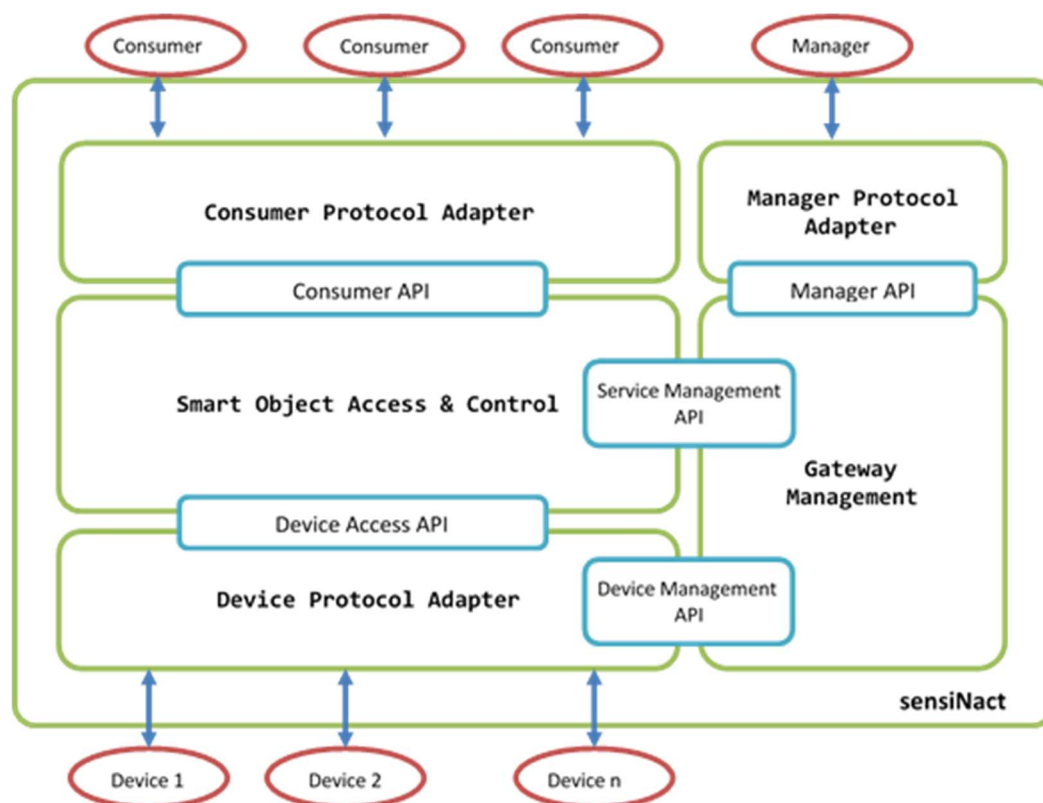 Consumer
Consumer
Consumer
Manager
Consumer Protocol Adapter
Manager Protocol
Adapter
Consumer API
Manager API
Smart Object Access & Control
Service Management
API
Gateway
Management
Device Access API
Device Protocol Adapter
Device Management
API
sensiNact
Device 1
Device 2
Device n